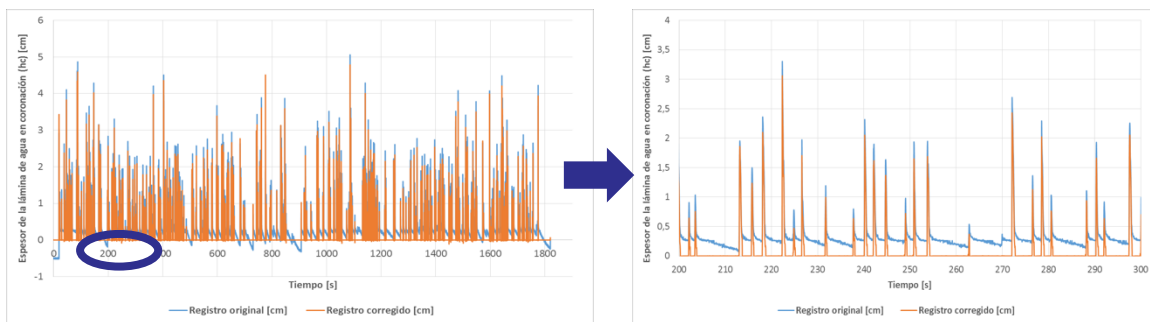 Espesor de la lámina de agua en coronación (hc) [cm]
6
5
4
3
2
1
0
-1
0 200 400 600 800 1000 1200 1400 1600 1800
Tiempo [s]
Registro original [cm] Registro corregido [cm]
Espesor de la lámina de agua en coronación (hc) [cm]
4
3,5
3
2,5
2
1,5
1
0,5
0
200 210 220 230 240 250 260 270 280 290 300
Tiempo [s]
Registro original [cm] Registro corregido [cm]